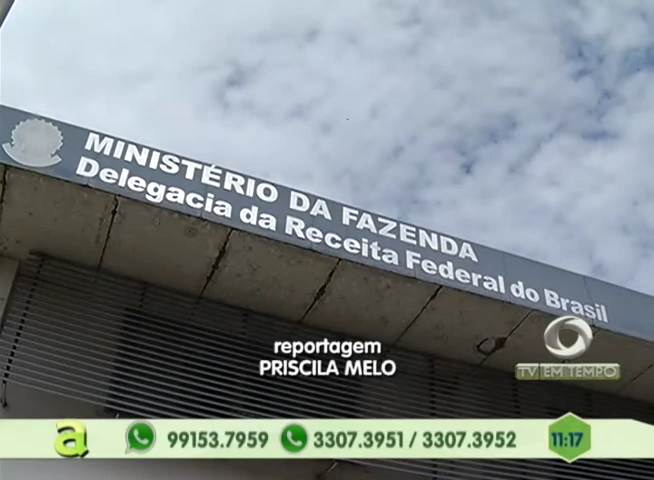 MINISTÉRIO DA FAZENDA
Delegacia da Receita Federal do Brasil
reportagem
PRISCILA MELO
TV EM TEMPO
a 99153.7959 3307.3951 / 3307.3952 11:17